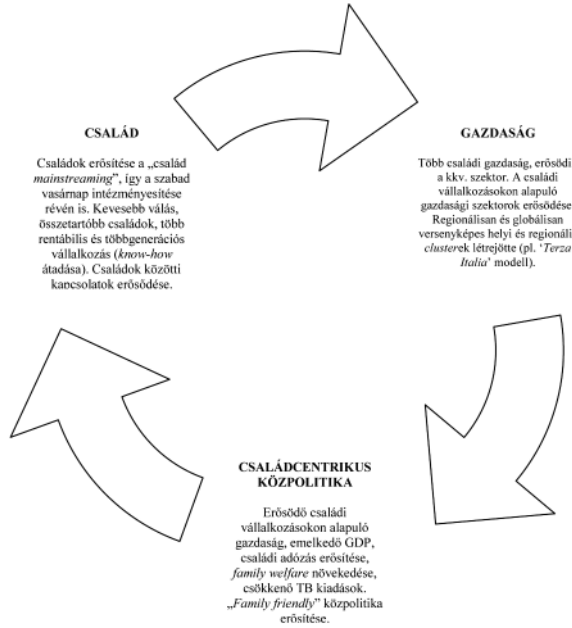 CSALÁD
Családok erősítése a „család
mainstreaming”, így a szabad
vasárnap intézményesítése
révén is. Kevesebb válás,
összetartóbb családok, több
rentábilis és többgenerációs
vállalkozás (know-how
átadása). Családok közötti
kapcsolatok erősödése.
GAZDASÁG
Több családi gazdaság, erősödi
a kkv. szektor. A családi
vállalkozásokon alapuló
gazdasági szektorok erősödése
Regionálisan és globálisan
versenyképes helyi és regionáli
clusterek létrejötte (pl. ‘Terza
Italia’ modell).
CSALÁDCENTRIKUS
KÖZPOLITIKA
Erősödő családi
vállalkozásokon alapuló
gazdaság, emelkedő GDP,
családi adózás erősítése,
family welfare növekedése,
csökkenő TB kiadások.
„Family friendly” közpolitika
erősítése.